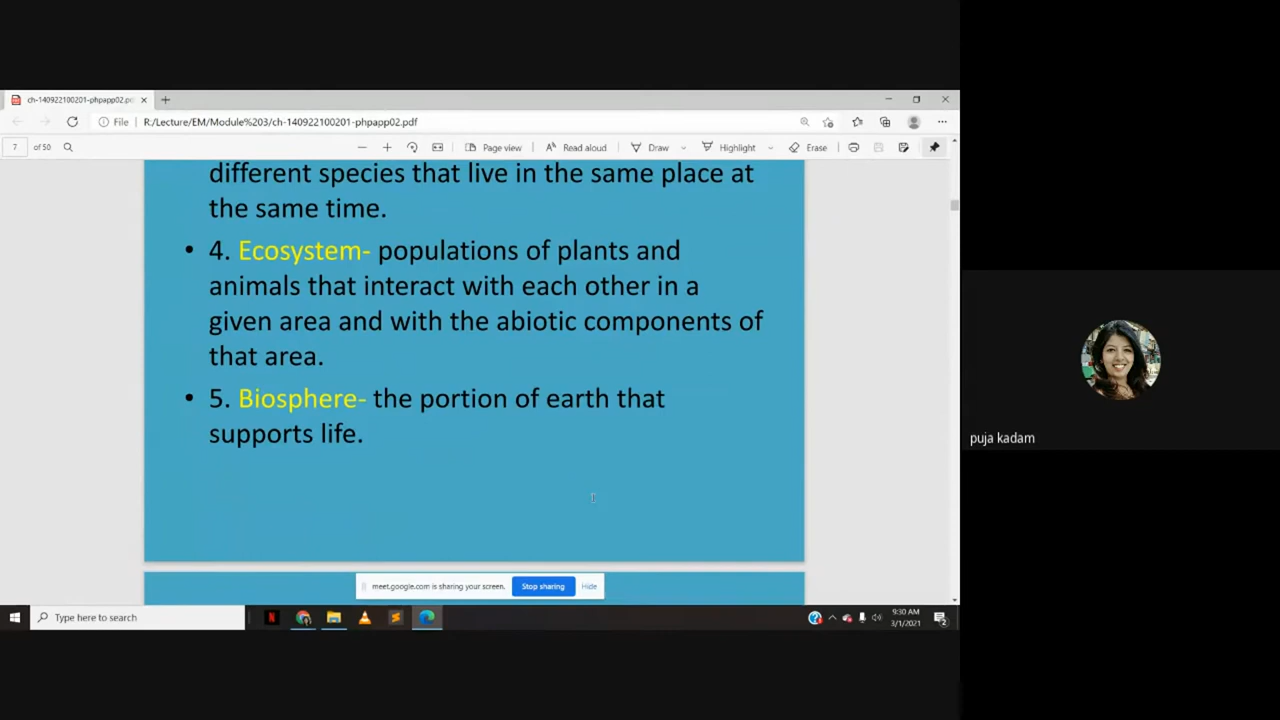 ch-140922100201-phpapp02.pdf
File R:/Lecture/EM/Module%203/ch-140922100201-phpapp02.pdf
7 of 50 Page view Read aloud Draw Highlight Erase
different species that live in the same place at
the same time.
• 4. Ecosystem- populations of plants and
animals that interact with each other in a
given area and with the abiotic components of
that area.
• 5. Biosphere- the portion of earth that
supports life.
puja kadam
meet.google.com is sharing your screen. Stop sharing Hide
Type here to search
9:30 AM
3/1/2021